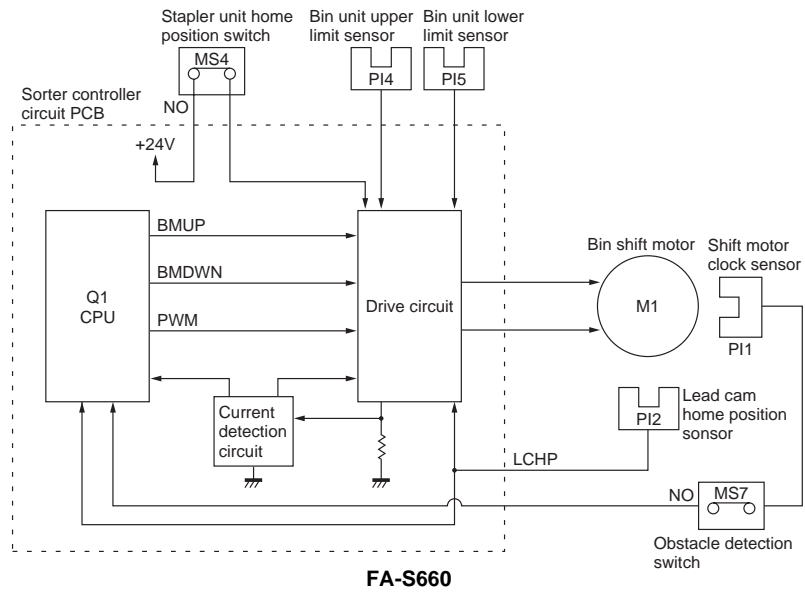 Stapler unit home
position switch
MS4
NO
Bin unit upper
limit sensor
PI4
Bin unit lower
limit sensor
PI5
Sorter controller
circuit PCB
+24V
Q1
CPU
BMUP
BMDWN
PWM
Drive circuit
Current
detection
circuit
Bin shift motor
M1
Shift motor
clock sensor
PI1
PI2
Lead cam
home position
sonsor
LCHP
NO
MS7
Obstacle detection
switch
FA-S660